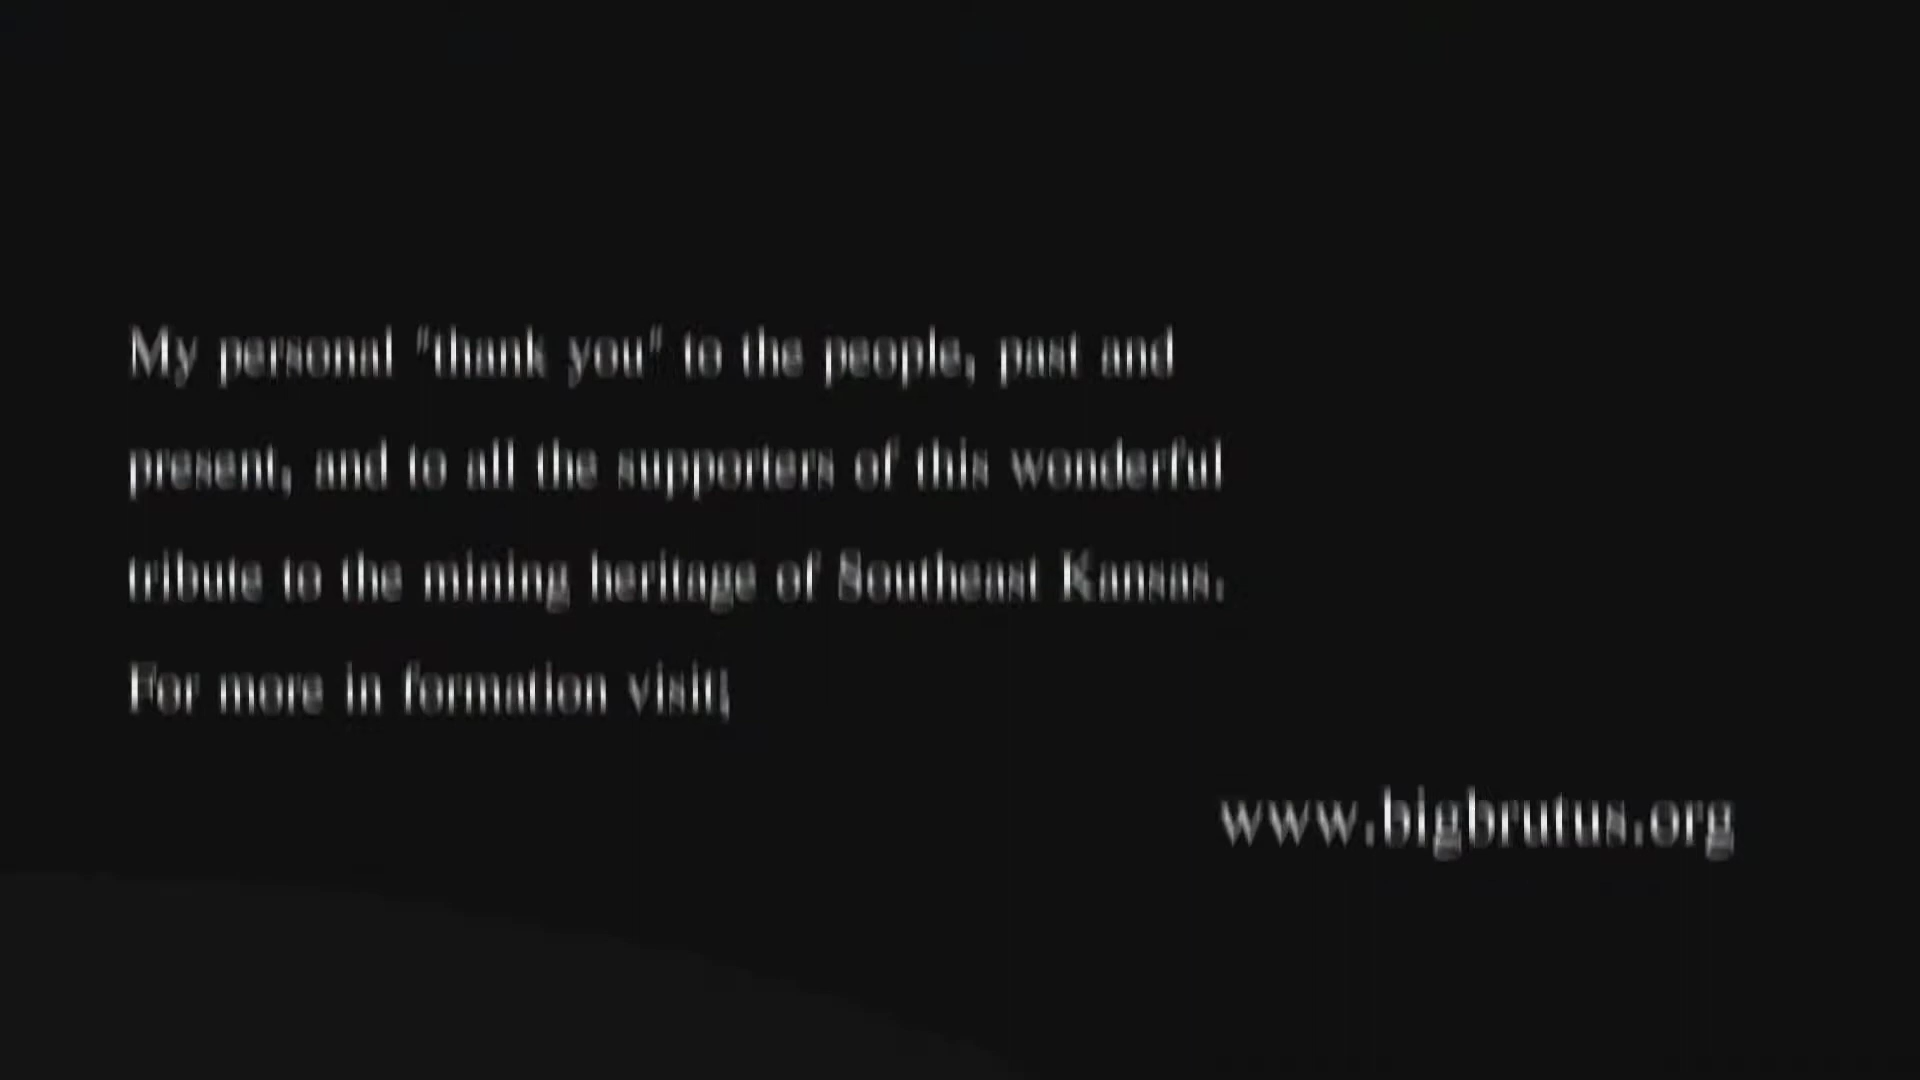 My personal "thank you" to the people, past and
present, and to all the supporters of this wonderful
tribute to the mining heritage of Southeast Kansas.
For more in formation visit;
www.bigbrutus.org